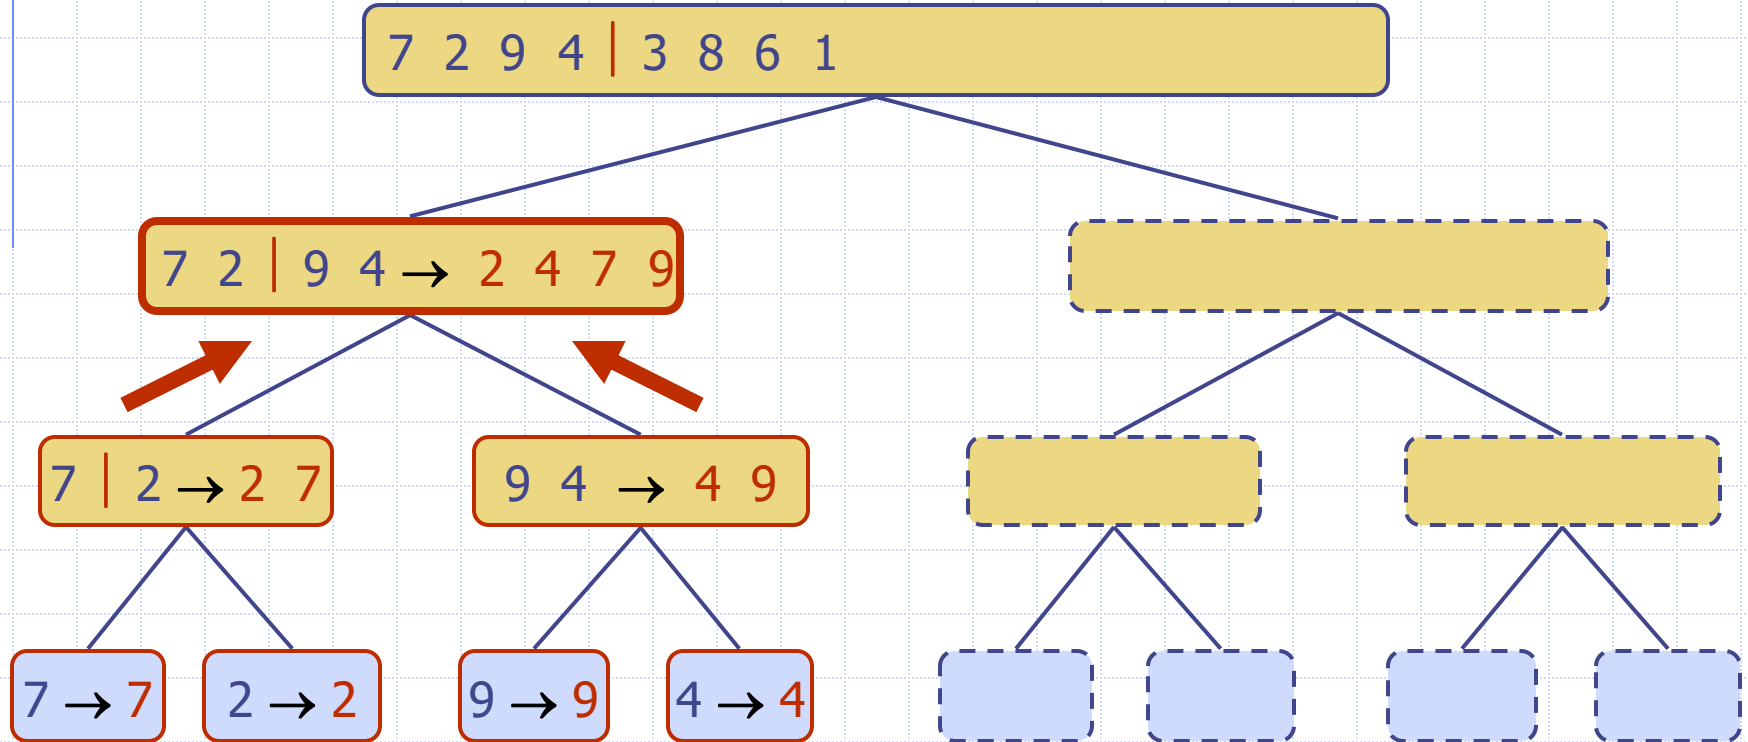 7 2 9 4 | 3 8 6 1
7 2 | 9 4 → 2 4 7 9
7 | 2 → 2 7
9 4 → 4 9
7 → 7
2 → 2
9 → 9
4 → 4